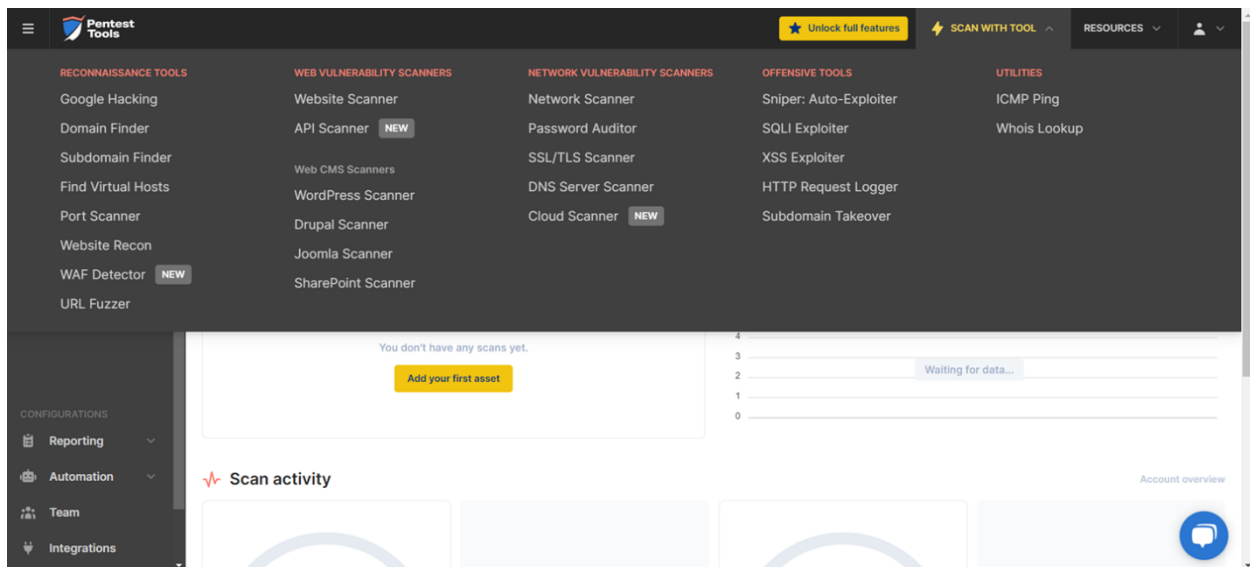 Pentest
Tools
Unlock full features
SCAN WITH TOOL
RESOURCES
RECONNAISSANCE TOOLS
Google Hacking
Domain Finder
Subdomain Finder
Find Virtual Hosts
Port Scanner
Website Recon
WAF Detector NEW
URL Fuzzer
WEB VULNERABILITY SCANNERS
Website Scanner
API Scanner NEW
Web CMS Scanners
WordPress Scanner
Drupal Scanner
Joomla Scanner
SharePoint Scanner
NETWORK VULNERABILITY SCANNERS
Network Scanner
Password Auditor
SSL/TLS Scanner
DNS Server Scanner
Cloud Scanner NEW
OFFENSIVE TOOLS
Sniper: Auto-Exploiter
SQLI Exploiter
XSS Exploiter
HTTP Request Logger
Subdomain Takeover
UTILITIES
ICMP Ping
Whois Lookup
CONFIGURATIONS
Reporting
Automation
Team
Integrations
You don't have any scans yet.
Add your first asset
4
3
2
1
0
Waiting for data...
Scan activity
Account overview